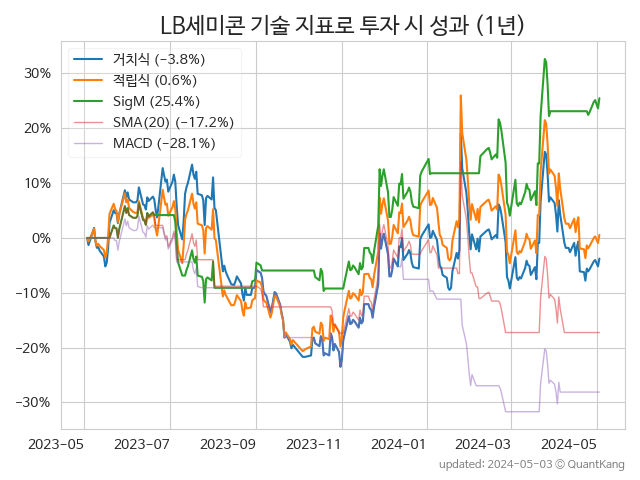 LB세미콘 기술 지표로 투자 시 성과 (1년)
거치식 (−3.8%)
적립식 (0.6%)
SigM (25.4%)
SMA(20) (−17.2%)
MACD (−28.1%)
30%
20%
10%
0%
−10%
−20%
−30%
2023−05
2023−07
2023−09
2023−11
2024−01
2024−03
2024−05
updated: 2024-05-03 © QuantKang